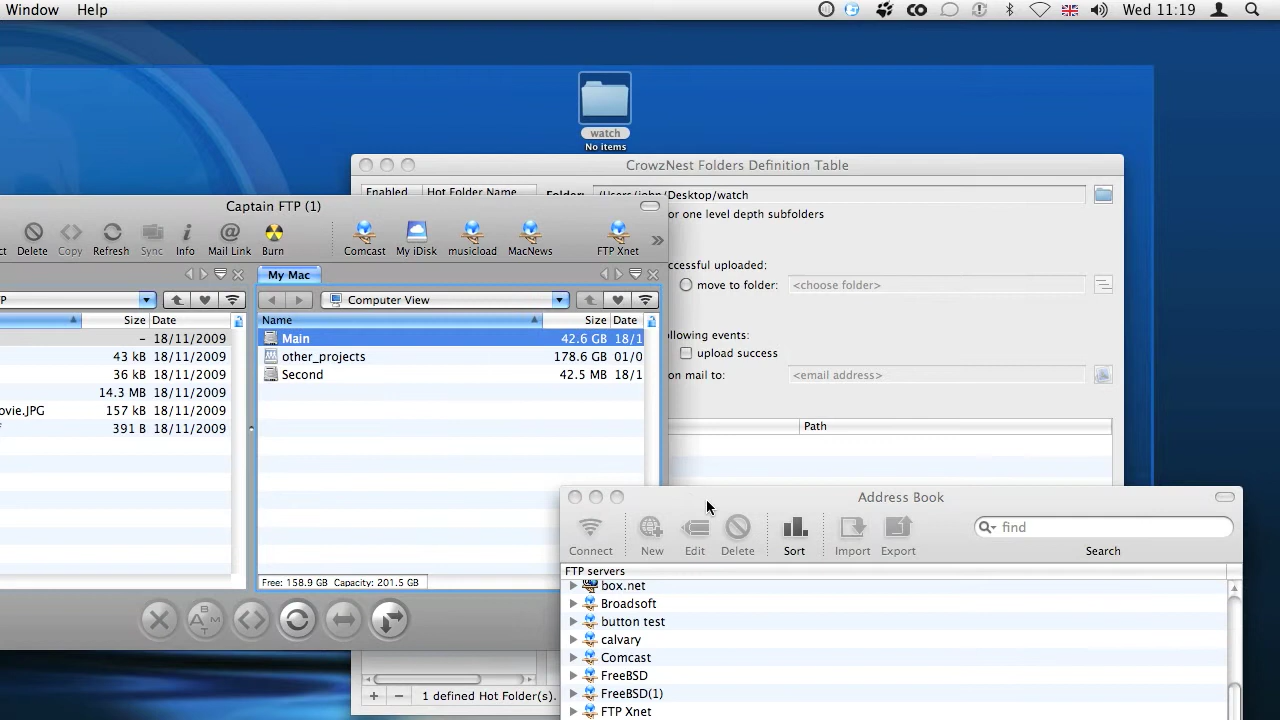 Window Help Wed 11:19
watch
No items
CrowzNest Folders Definition Table
Enabled Hot Folder Name Folder: /Users/john/Desktop/watch
or one level depth subfolders
ccessful uploaded:
move to folder: <choose folder>
llowing events:
upload success
on mail to: <email address>
Path
1 defined Hot Folder(s).
Captain FTP (1)
Delete Copy Refresh Sync Info Mail Link Burn Comcast My iDisk musicload MacNews FTP Xnet
My Mac
Computer View
Size Date
– 18/11/2009
43 kB 18/11/2009
36 kB 18/11/2009
14.3 MB 18/11/2009
ovie.JPG 157 kB 18/11/2009
391 B 18/11/2009
Name Size Date
Main 42.6 GB 18/1
other_projects 178.6 GB 01/0
Second 42.5 MB 18/1
Free: 158.9 GB Capacity: 201.5 GB
Address Book
Connect New Edit Delete Sort Import Export
find
Search
FTP servers
box.net
Broadsoft
button test
calvary
Comcast
FreeBSD
FreeBSD(1)
FTP Xnet